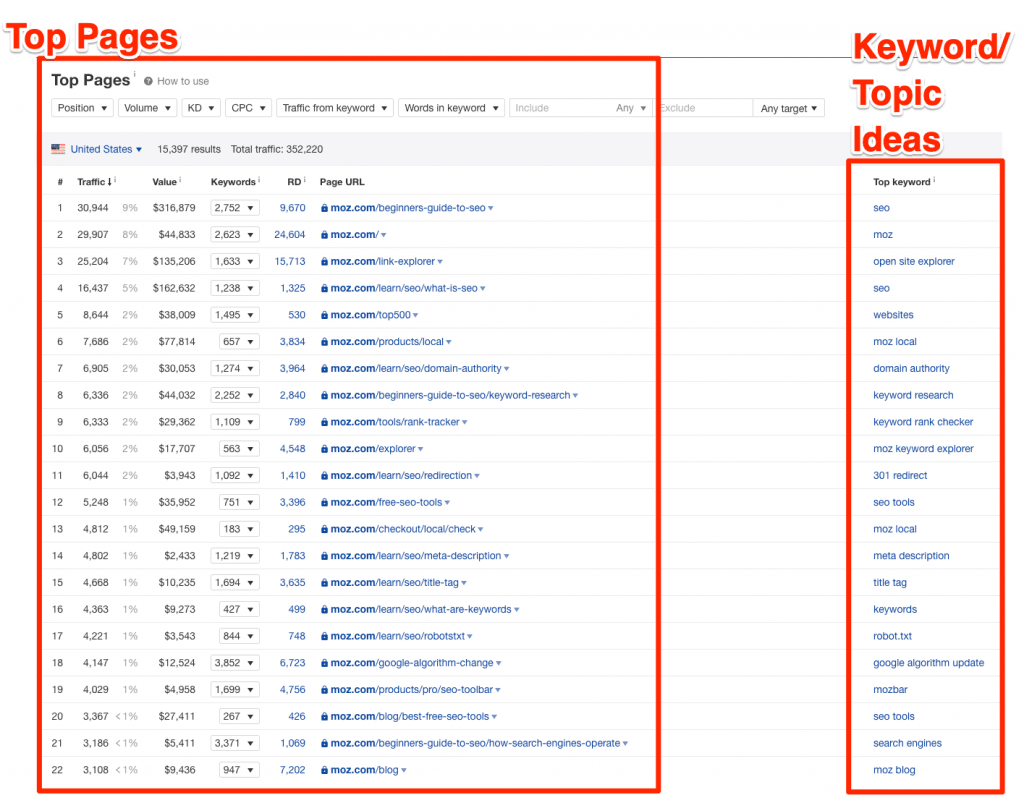 Top Pages
Keyword/
Topic
Ideas
Top Pages i How to use
Position Volume KD CPC Traffic from keyword Words in keyword Include Any Exclude Any target
United States 15,397 results Total traffic: 352,220
# Traffic i Value i Keywords i RD i Page URL Top keyword i
1 30,944 9% $316,879 2,752 9,670 moz.com/beginners-guide-to-seo seo
2 29,907 8% $44,833 2,623 24,604 moz.com/ moz
3 25,204 7% $135,206 1,633 15,713 moz.com/link-explorer open site explorer
4 16,437 5% $162,632 1,238 1,325 moz.com/learn/seo/what-is-seo seo
5 8,644 2% $38,009 1,495 530 moz.com/top500 websites
6 7,686 2% $77,814 657 3,834 moz.com/products/local moz local
7 6,905 2% $30,053 1,274 3,964 moz.com/learn/seo/domain-authority domain authority
8 6,336 2% $44,032 2,252 2,840 moz.com/beginners-guide-to-seo/keyword-research keyword research
9 6,333 2% $29,362 1,109 799 moz.com/tools/rank-tracker keyword rank checker
10 6,056 2% $17,707 563 4,548 moz.com/explorer moz keyword explorer
11 6,044 2% $3,943 1,092 1,410 moz.com/learn/seo/redirection 301 redirect
12 5,248 1% $35,952 751 3,396 moz.com/free-seo-tools seo tools
13 4,812 1% $49,159 183 295 moz.com/checkout/local/check moz local
14 4,802 1% $2,433 1,219 1,783 moz.com/learn/seo/meta-description meta description
15 4,668 1% $10,235 1,694 3,635 moz.com/learn/seo/title-tag title tag
16 4,363 1% $9,273 427 499 moz.com/learn/seo/what-are-keywords keywords
17 4,221 1% $3,543 844 748 moz.com/learn/seo/robotstxt robot.txt
18 4,147 1% $12,524 3,852 6,723 moz.com/google-algorithm-change google algorithm update
19 4,029 1% $4,958 1,699 4,756 moz.com/products/pro/seo-toolbar mozbar
20 3,367 <1% $27,411 267 426 moz.com/blog/best-free-seo-tools seo tools
21 3,186 <1% $5,411 3,371 1,069 moz.com/beginners-guide-to-seo/how-search-engines-operate search engines
22 3,108 <1% $9,436 947 7,202 moz.com/blog moz blog